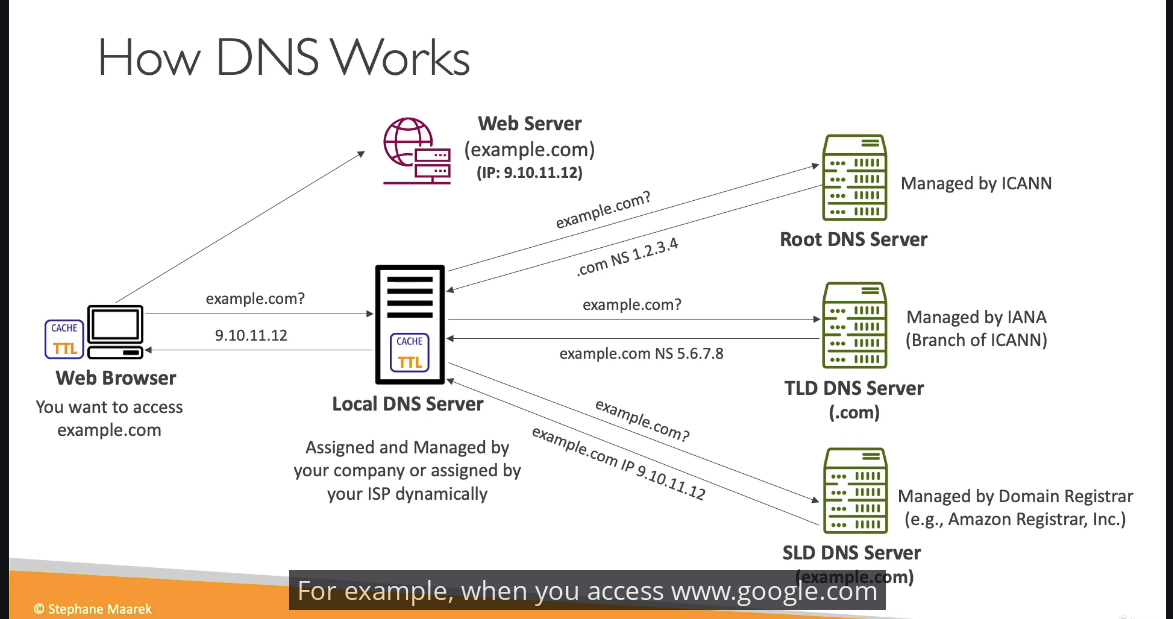 How DNS Works
Web Server
(example.com)
(IP: 9.10.11.12)
example.com?
.com NS 1.2.3.4
Managed by ICANN
Root DNS Server
example.com?
9.10.11.12
CACHE
TTL
Web Browser
You want to access
example.com
CACHE
TTL
Local DNS Server
Assigned and Managed by
your company or assigned by
your ISP dynamically
example.com?
example.com NS 5.6.7.8
Managed by IANA
(Branch of ICANN)
TLD DNS Server
(.com)
example.com?
example.com IP 9.10.11.12
Managed by Domain Registrar
(e.g., Amazon Registrar, Inc.)
SLD DNS Server
(example.com)
For example, when you access www.google.com
© Stephane Maarek